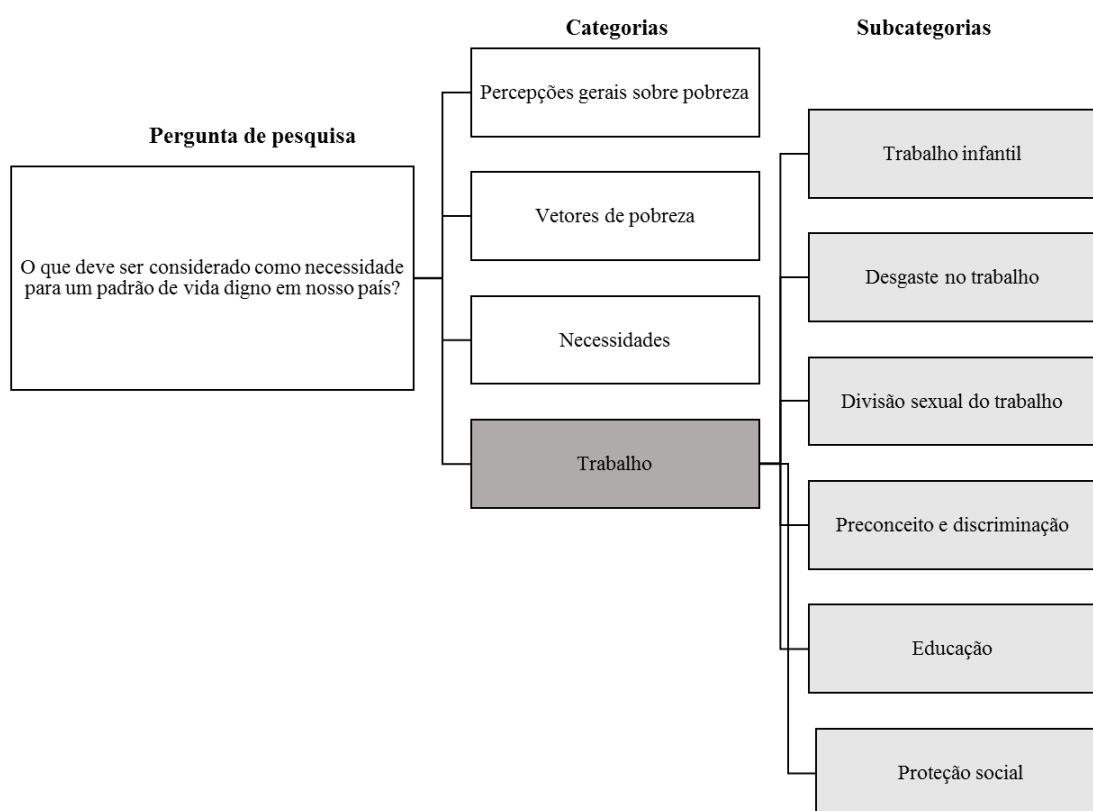 Categorias
Subcategorias
Pergunta de pesquisa
O que deve ser considerado como necessidade
para um padrão de vida digno em nosso país?
Percepções gerais sobre pobreza
Vetores de pobreza
Necessidades
Trabalho
Trabalho infantil
Desgaste no trabalho
Divisão sexual do trabalho
Preconceito e discriminação
Educação
Proteção social